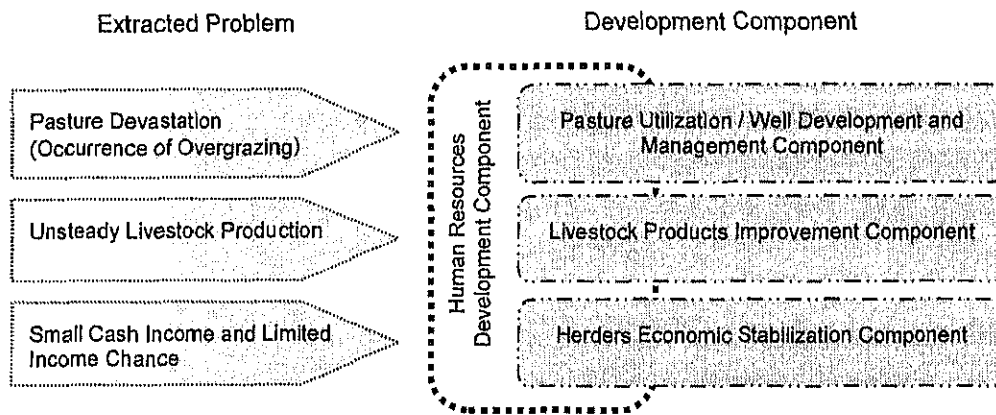 Extracted Problem
Development Component
Pasture Devastation
(Occurrence of Overgrazing)
Unsteady Livestock Production
Small Cash Income and Limited
Income Chance
Human Resources
Development Component
Pasture Utilization / Well Development and
Management Component
Livestock Products Improvement Component
Herders Economic Stabilization Component